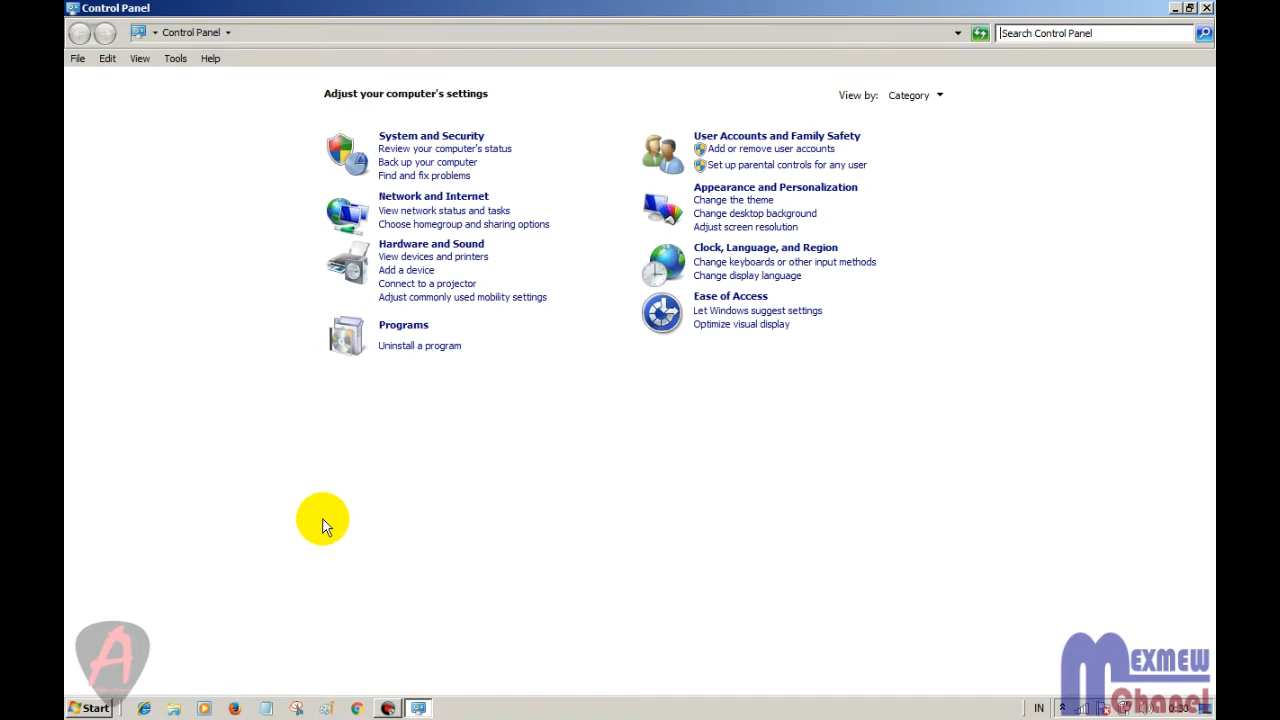 Control Panel
Control Panel
Search Control Panel
File Edit View Tools Help
Adjust your computer's settings
View by: Category
System and Security
Review your computer's status
Back up your computer
Find and fix problems
Network and Internet
View network status and tasks
Choose homegroup and sharing options
Hardware and Sound
View devices and printers
Add a device
Connect to a projector
Adjust commonly used mobility settings
Programs
Uninstall a program
User Accounts and Family Safety
Add or remove user accounts
Set up parental controls for any user
Appearance and Personalization
Change the theme
Change desktop background
Adjust screen resolution
Clock, Language, and Region
Change keyboards or other input methods
Change display language
Ease of Access
Let Windows suggest settings
Optimize visual display
A
MEXMEW
Chanel
Start
IN
0:30